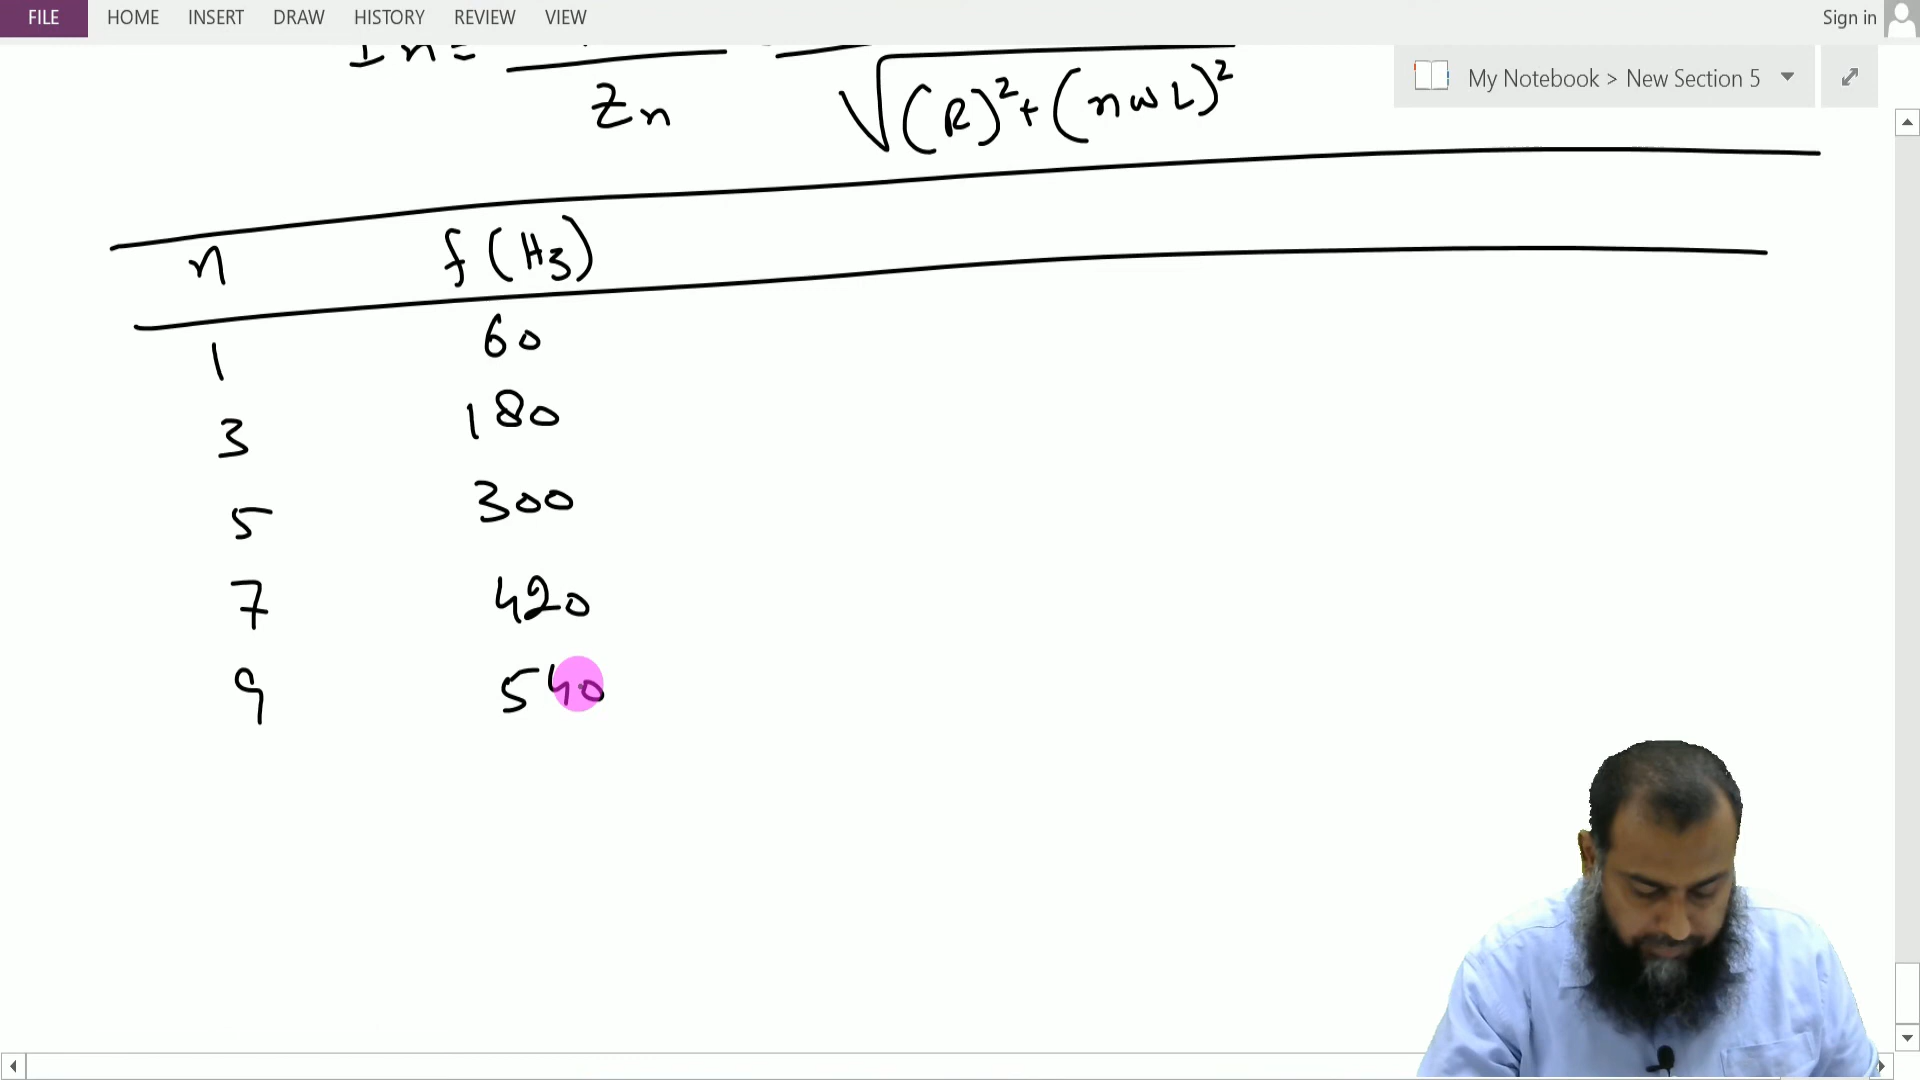 FILE HOME INSERT DRAW HISTORY REVIEW VIEW Sign in
My Notebook > New Section 5
In =
Zn √(R)²+(nωL)²
n f(Hz)
1 60
3 180
5 300
7 420
9 540